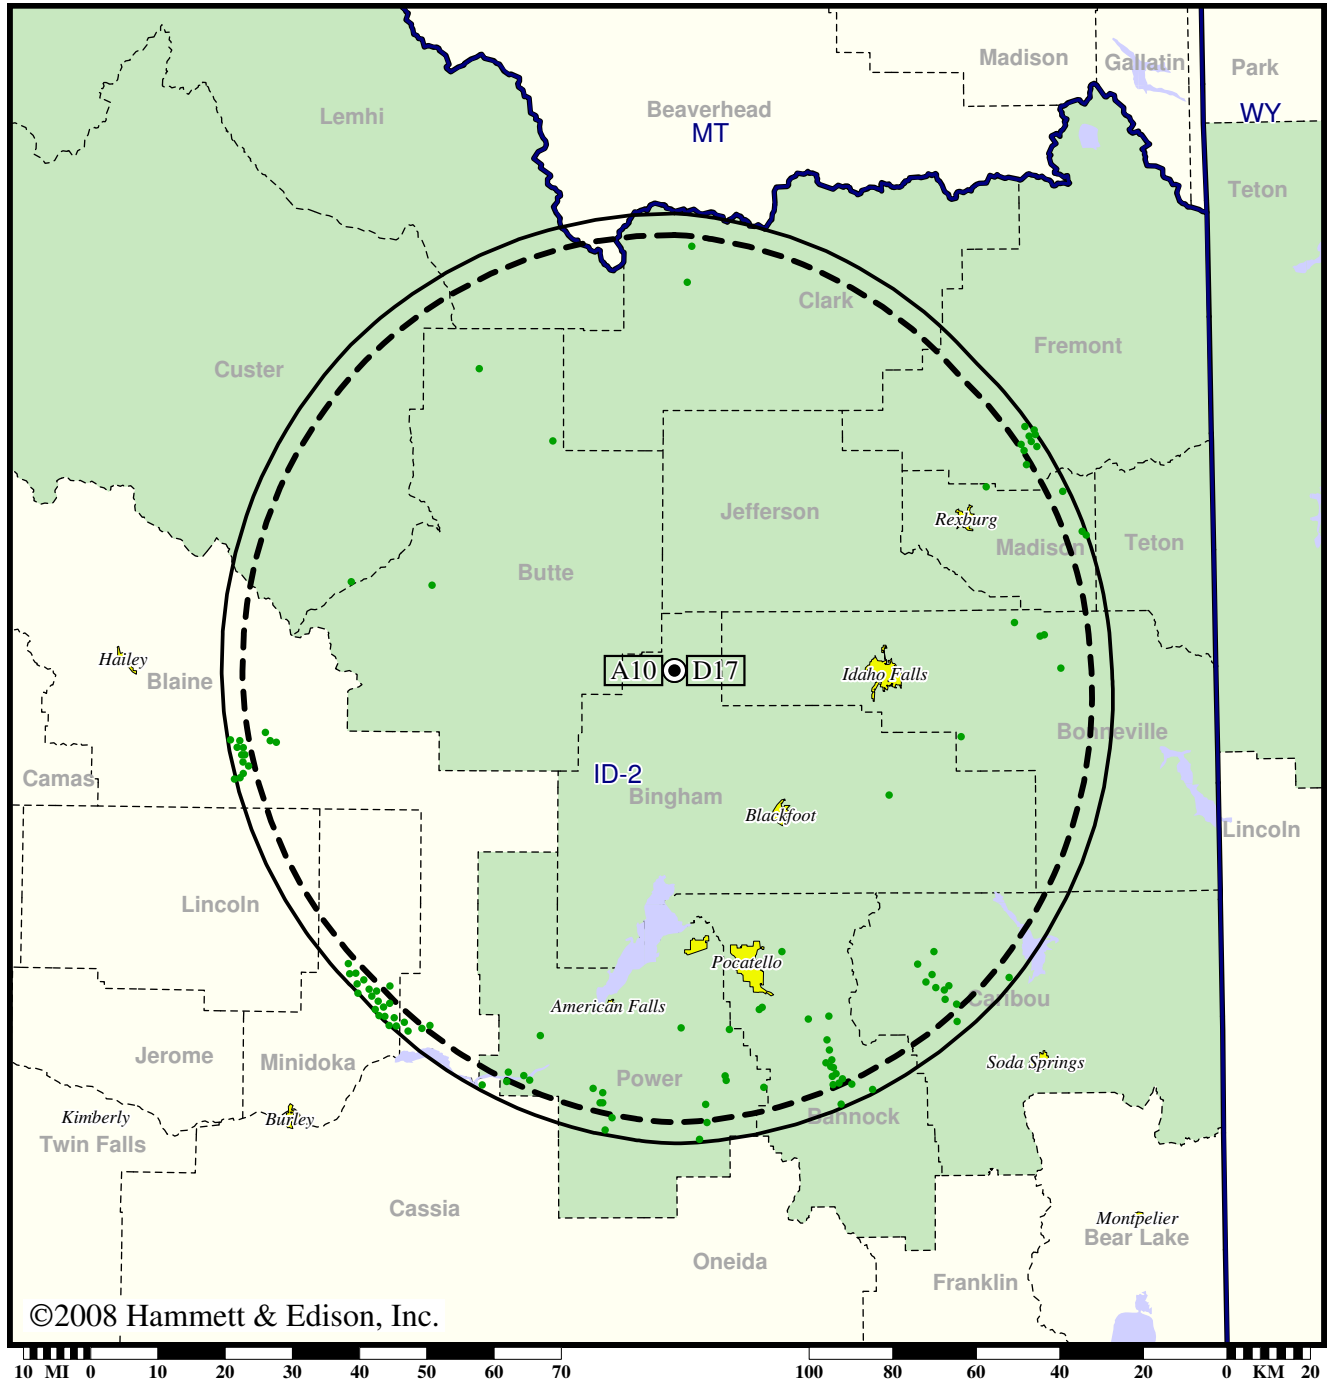 Madison
Gallatin
Park
Lemhi
Beaverhead
MT
WY
Teton
Clark
Fremont
Custer
Jefferson
Rexburg
Madison
Teton
Butte
Hailey
Blaine
A10
D17
Idaho Falls
Bonneville
Camas
ID-2
Bingham
Blackfoot
Lincoln
Lincoln
Pocatello
American Falls
Caribou
Jerome
Minidoka
Soda Springs
Power
Kimberly
Burley
Bannock
Twin Falls
Cassia
Montpelier
Bear Lake
Oneida
Franklin
©2008 Hammett & Edison, Inc.
10 MI 0 10 20 30 40 50 60 70 100 80 60 40 20 0 KM 20